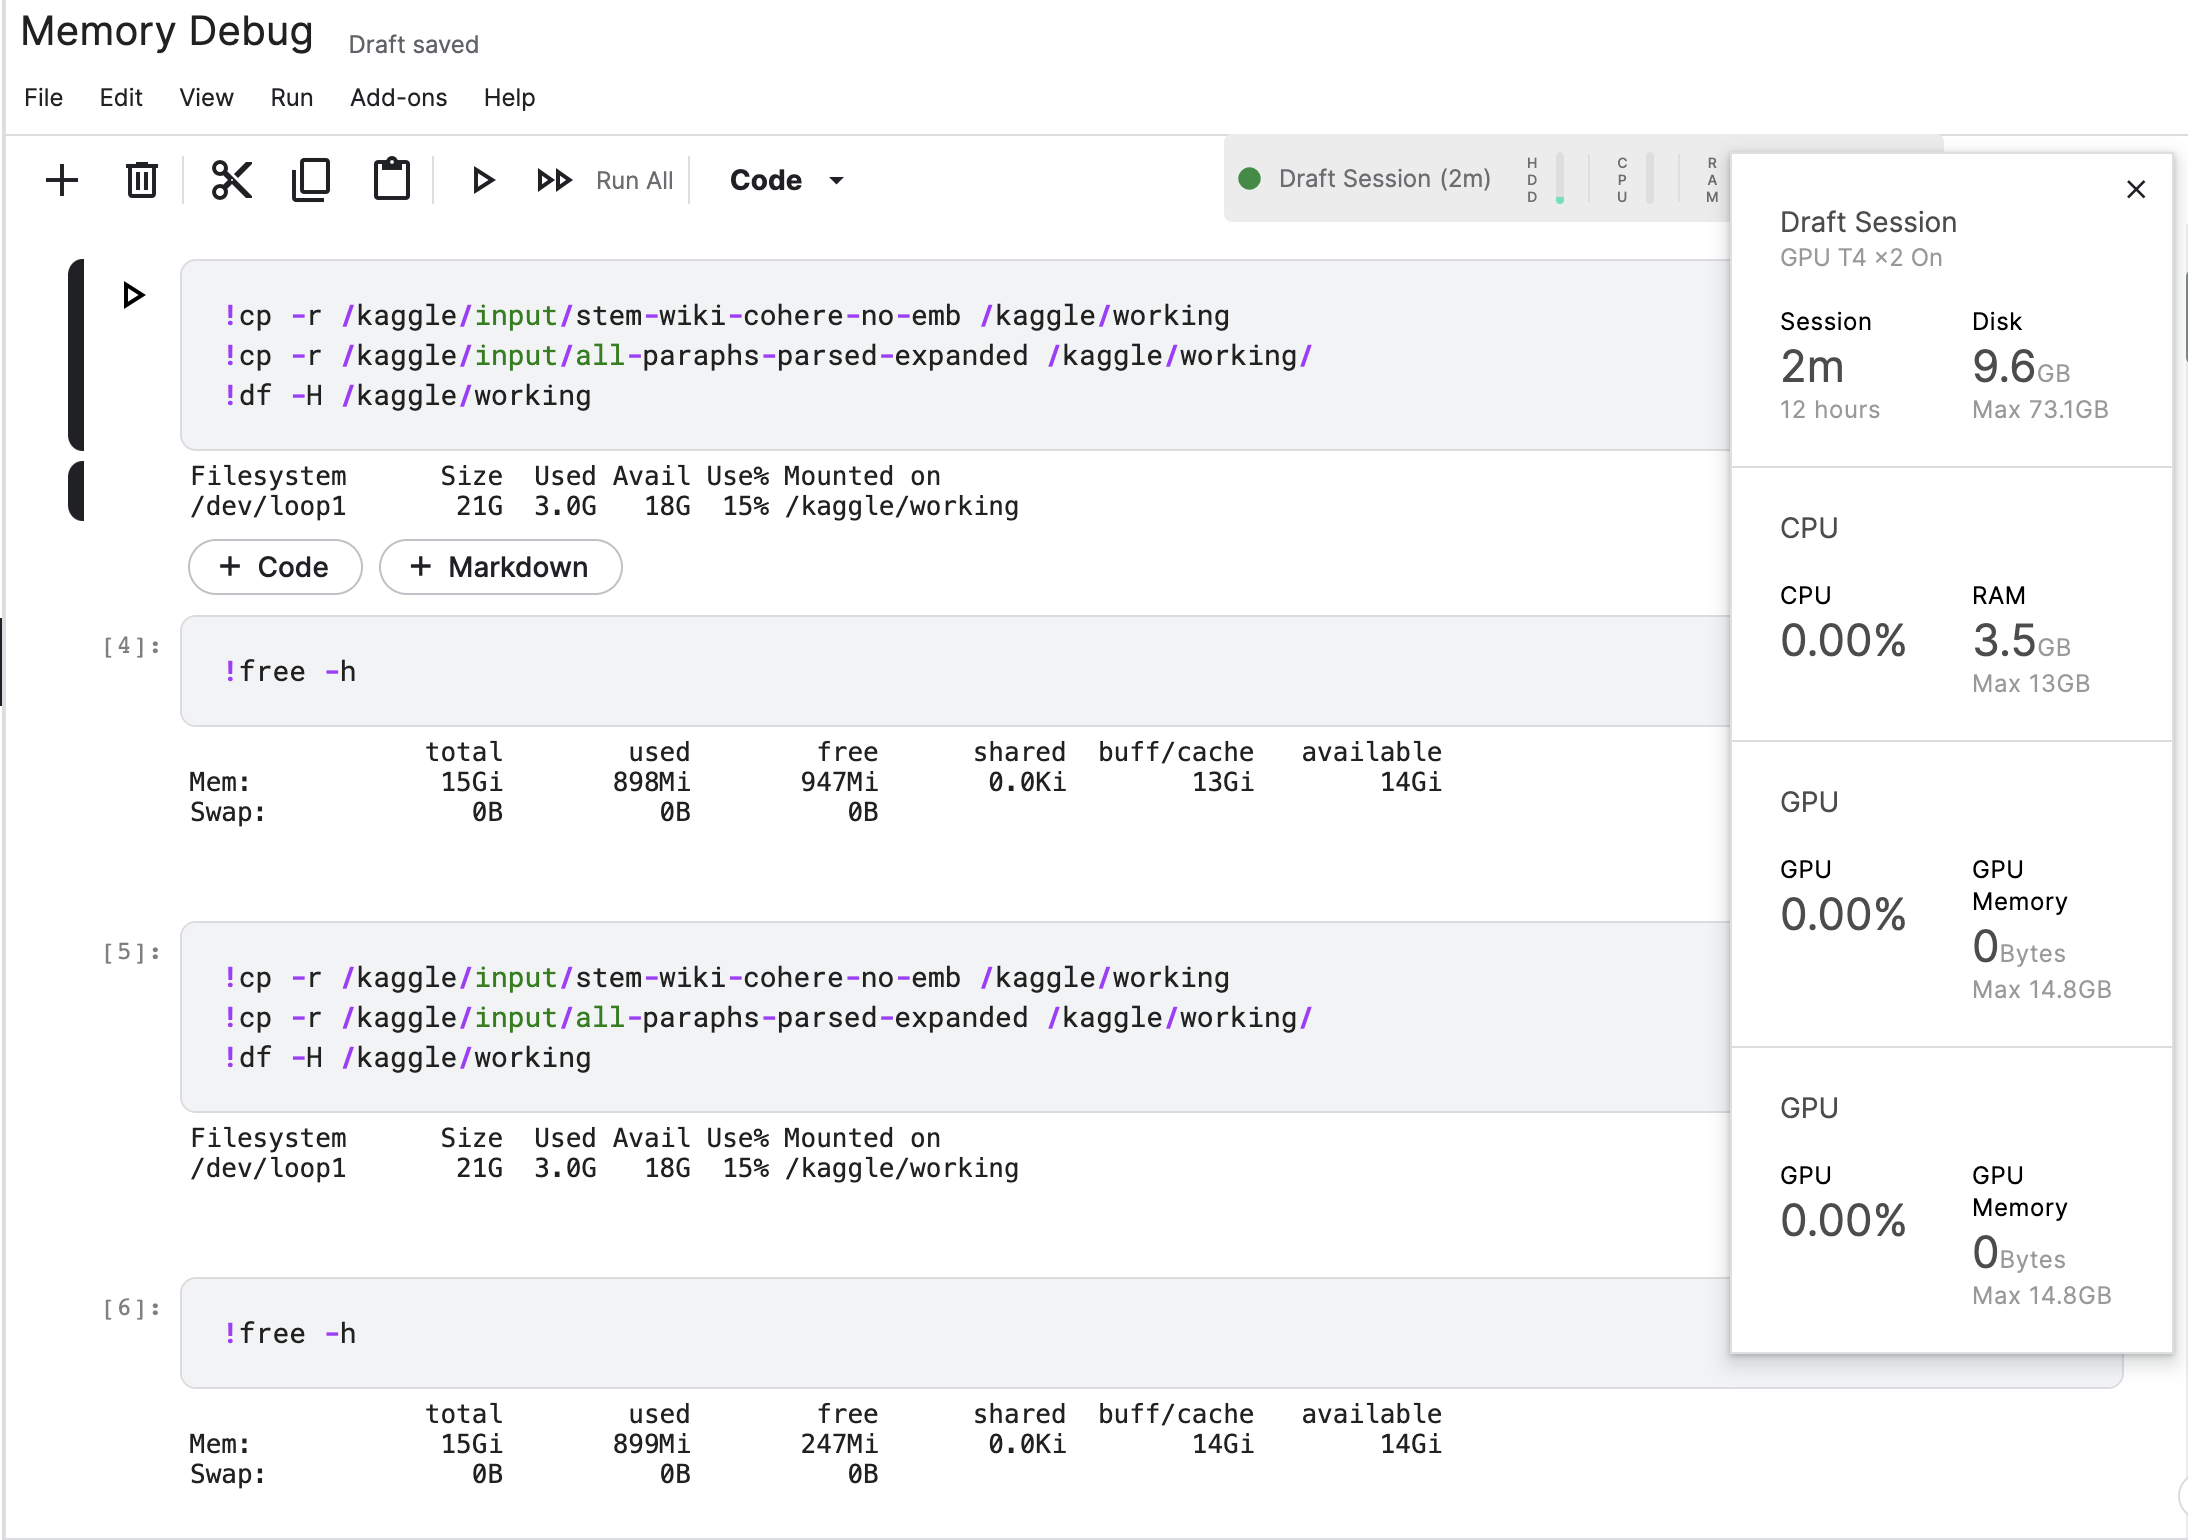 Memory Debug Draft saved
File Edit View Run Add-ons Help
Run All Code Draft Session (2m) HDD CPU RAM
!cp -r /kaggle/input/stem-wiki-cohere-no-emb /kaggle/working
!cp -r /kaggle/input/all-paraphs-parsed-expanded /kaggle/working/
!df -H /kaggle/working
Filesystem Size Used Avail Use% Mounted on
/dev/loop1 21G 3.0G 18G 15% /kaggle/working
+ Code + Markdown
[4]:
!free -h
total used free shared buff/cache available
Mem: 15Gi 898Mi 947Mi 0.0Ki 13Gi 14Gi
Swap: 0B 0B 0B
[5]:
!cp -r /kaggle/input/stem-wiki-cohere-no-emb /kaggle/working
!cp -r /kaggle/input/all-paraphs-parsed-expanded /kaggle/working/
!df -H /kaggle/working
Filesystem Size Used Avail Use% Mounted on
/dev/loop1 21G 3.0G 18G 15% /kaggle/working
[6]:
!free -h
total used free shared buff/cache available
Mem: 15Gi 899Mi 247Mi 0.0Ki 14Gi 14Gi
Swap: 0B 0B 0B
Draft Session
GPU T4 ×2 On
Session Disk
2m 9.6GB
12 hours Max 73.1GB
CPU
CPU RAM
0.00% 3.5GB
Max 13GB
GPU
GPU GPU Memory
0.00% 0Bytes
Max 14.8GB
GPU
GPU GPU Memory
0.00% 0Bytes
Max 14.8GB